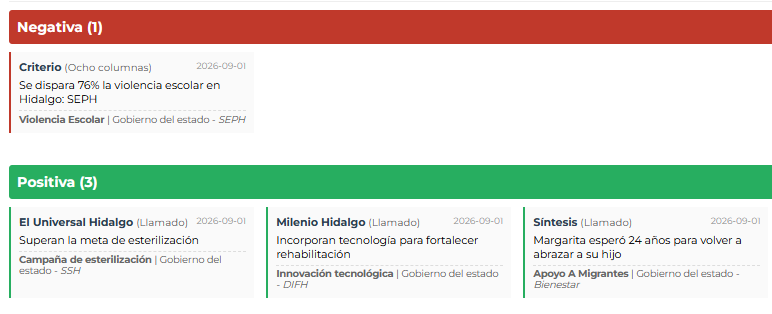 Negativa (1)
Criterio (Ocho columnas) 2026-09-01
Se dispara 76% la violencia escolar en
Hidalgo: SEPH
Violencia Escolar | Gobierno del estado - SEPH
Positiva (3)
El Universal Hidalgo (Llamado) 2026-09-01
Superan la meta de esterilización
Campaña de esterilización | Gobierno del
estado - SSH
Milenio Hidalgo (Llamado) 2026-09-01
Incorporan tecnología para fortalecer
rehabilitación
Innovación tecnológica | Gobierno del estado
- DIFH
Síntesis (Llamado) 2026-09-01
Margarita esperó 24 años para volver a
abrazar a su hijo
Apoyo A Migrantes | Gobierno del estado -
Bienestar